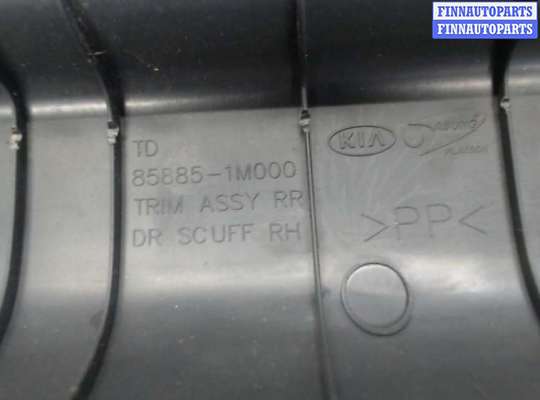 FINNAUTOPARTS
FINNAUTOPARTS
KIA
TD
85885-1M000
TRIM ASSY RR
DR SCUFF RH
>PP<